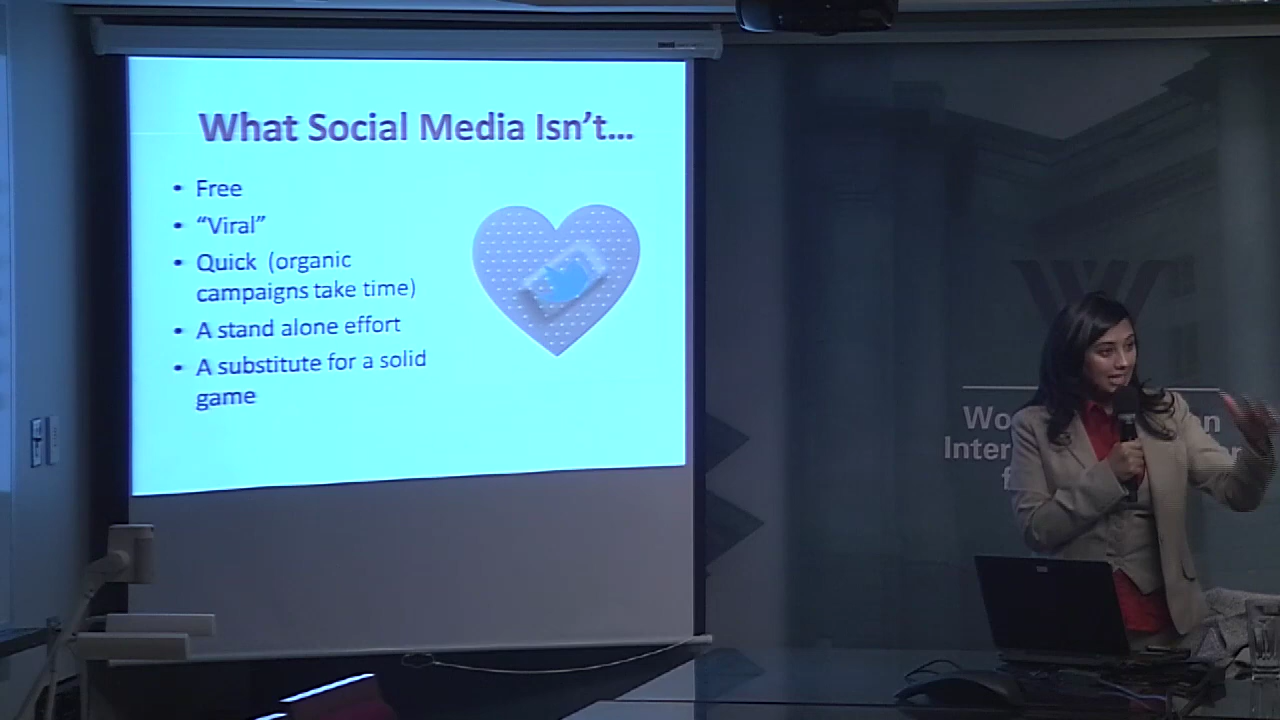 What Social Media Isn't...
• Free
• "Viral"
• Quick (organic
campaigns take time)
• A stand alone effort
• A substitute for a solid
game
W